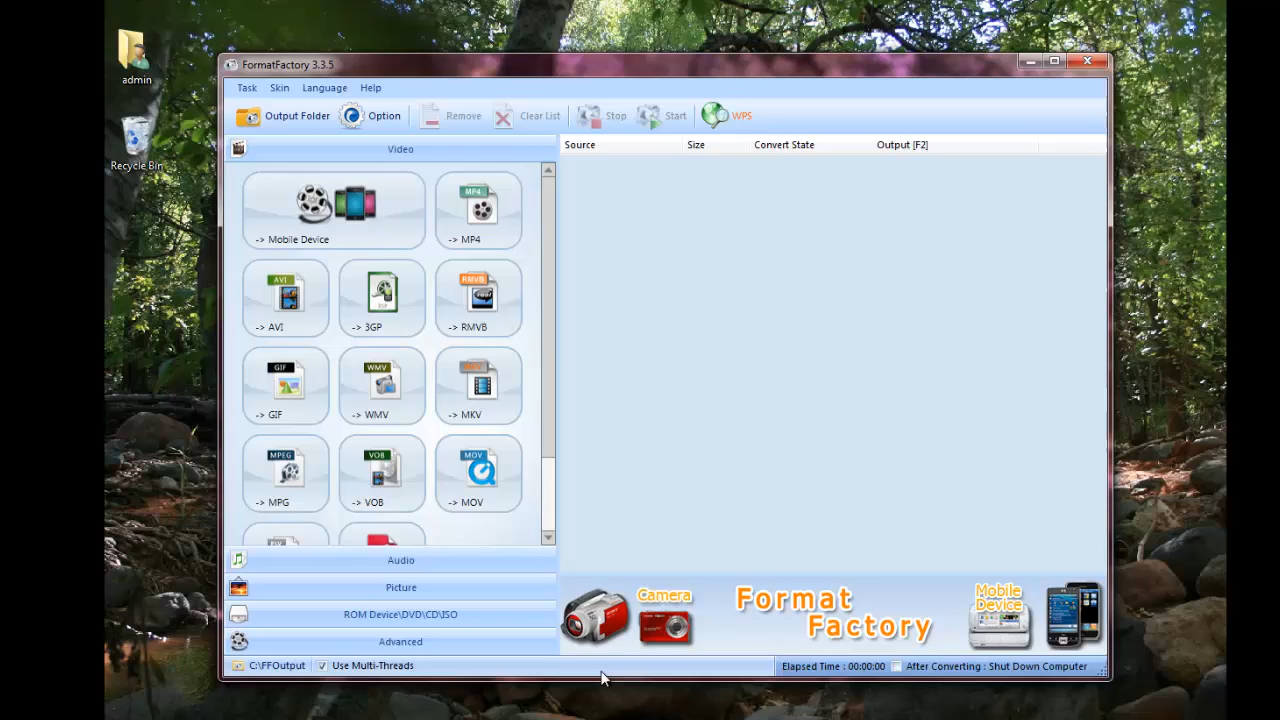 admin
Recycle Bin
FormatFactory 3.3.5
Task Skin Language Help
Output Folder Option Remove Clear List Stop Start WPS
Video
Source Size Convert State Output [F2]
-> Mobile Device
MP4
-> MP4
AVI
-> AVI
-> 3GP
RMVB
-> RMVB
GIF
-> GIF
WMV
-> WMV
-> MKV
MPEG
-> MPG
VOB
-> VOB
MOV
-> MOV
Audio
Picture
ROM Device\DVD\CD\ISO
Advanced
Camera
Format
Factory
Mobile
Device
C:\FFOutput Use Multi-Threads
Elapsed Time : 00:00:00 After Converting : Shut Down Computer